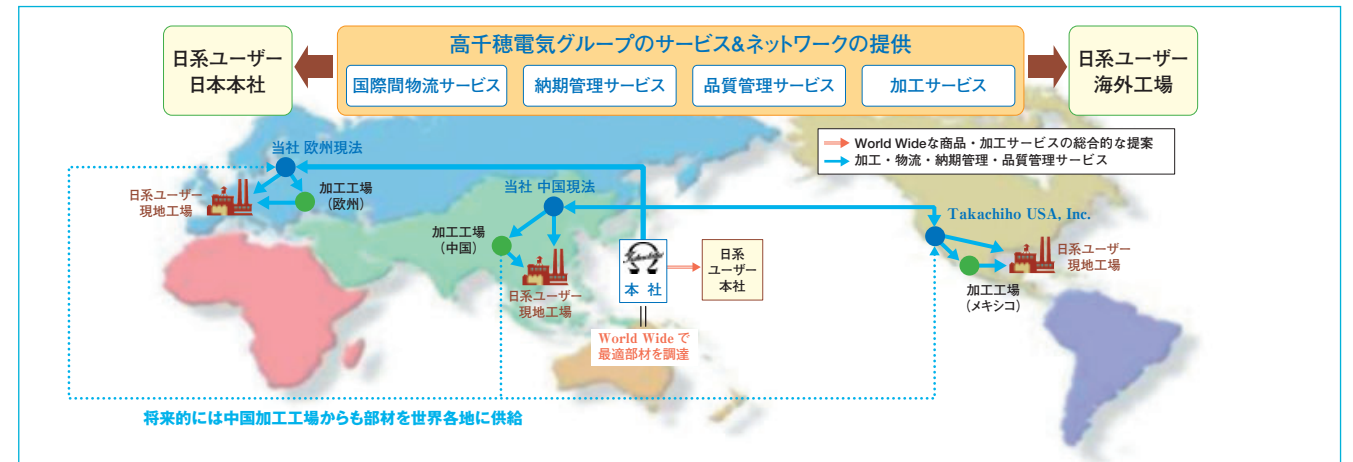 高千穂電気グループのサービス&ネットワークの提供
日系ユーザー
日本本社
国際間物流サービス
納期管理サービス
品質管理サービス
加工サービス
日系ユーザー
海外工場
World Wideな商品・加工サービスの総合的な提案
加工・物流・納期管理・品質管理サービス
当社 欧州現法
日系ユーザー
現地工場
加工工場
（欧州）
当社 中国現法
加工工場
（中国）
日系ユーザー
現地工場
Takachiho
本 社
日系
ユーザー
本社
World Wide で
最適部材を調達
Takachiho USA, Inc.
日系ユーザー
現地工場
加工工場
（メキシコ）
将来的には中国加工工場からも部材を世界各地に供給